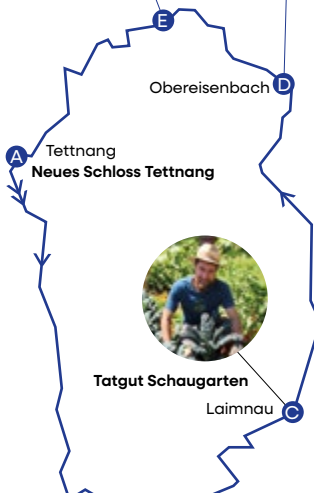 E
Obereisenbach D
A Tettnang
Neues Schloss Tettnang
Tatgut Schaugarten
Laimnau C